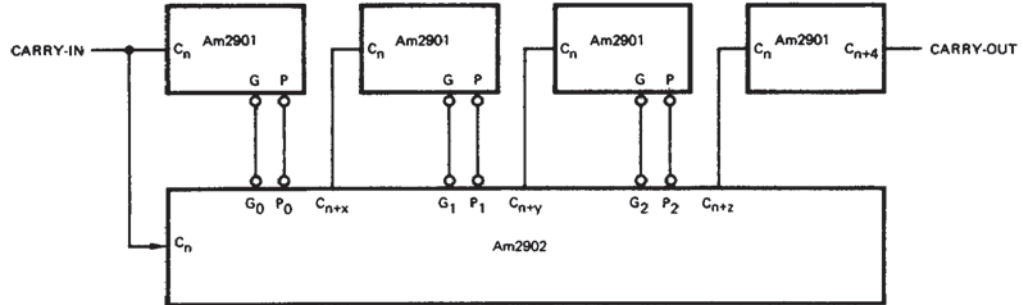 CARRY-IN
Cn Am2901 G P
Cn Am2901 G P
Cn Am2901 G P
Cn Am2901 Cn+4
CARRY-OUT
G0 P0 Cn+x G1 P1 Cn+y G2 P2 Cn+z
Cn
Am2902